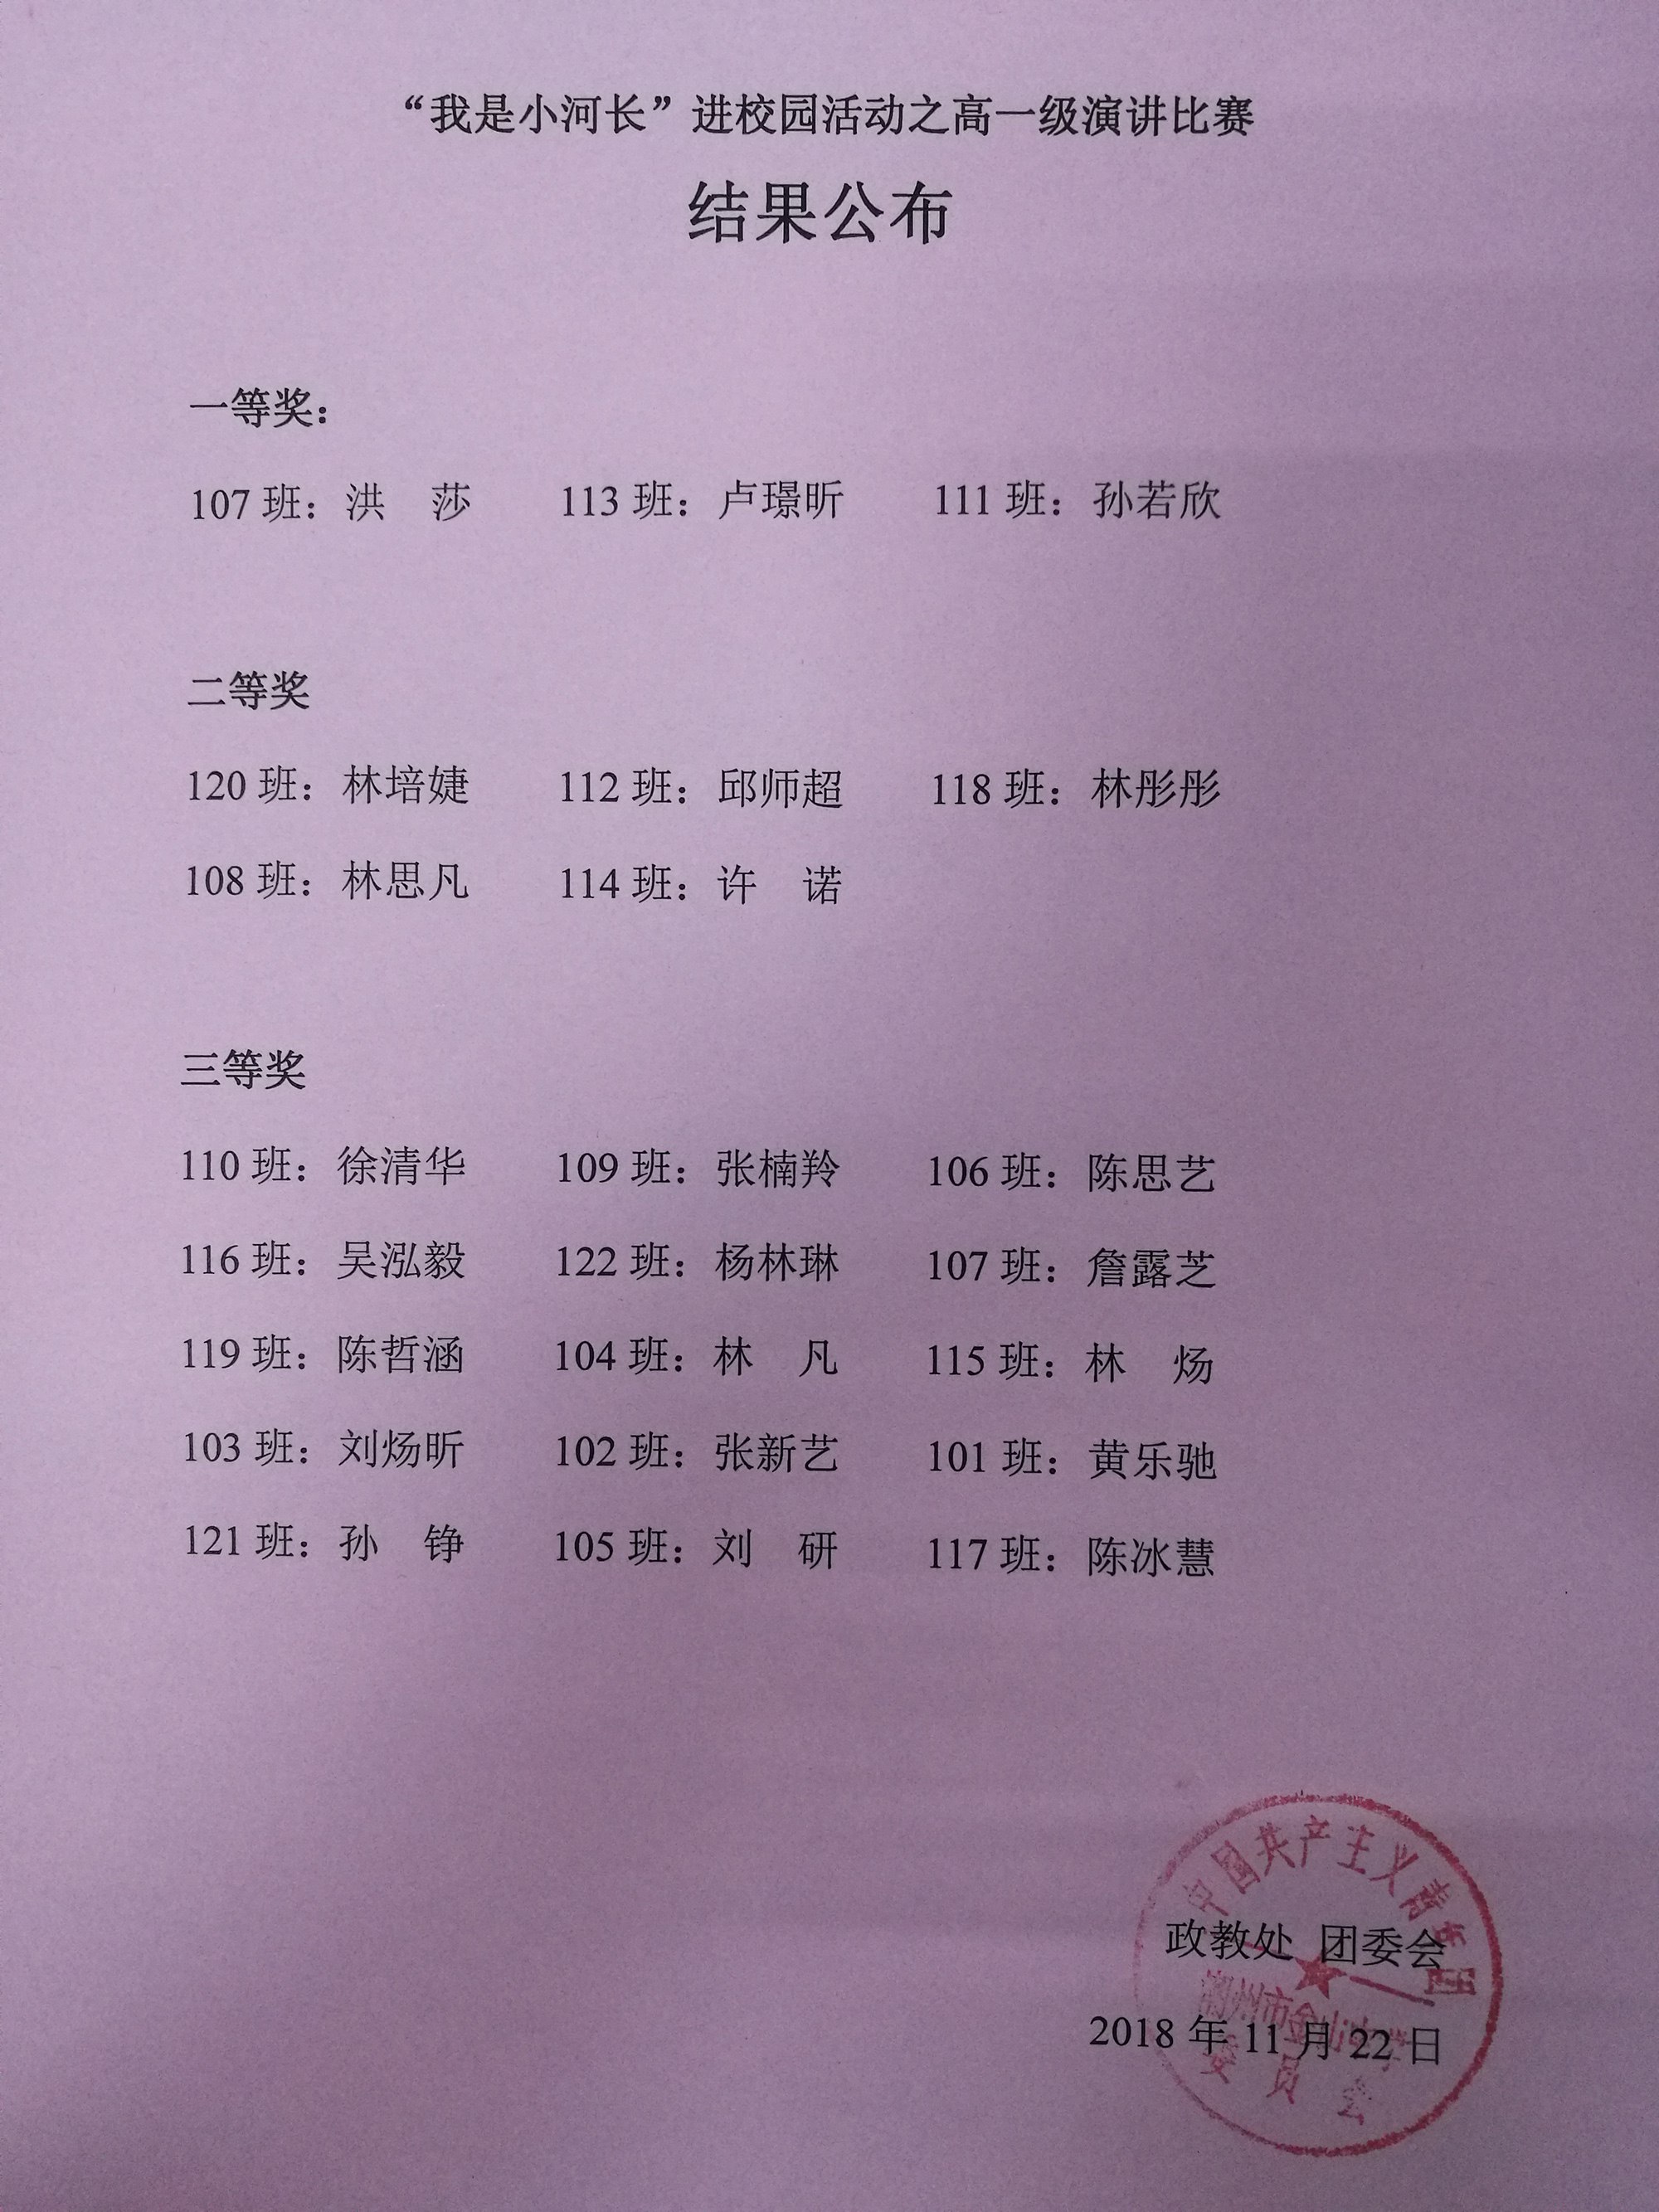 “我是小河长”进校园活动之高一级演讲比赛
结果公布
一等奖：
107 班：洪　莎　113 班：卢璟昕　111 班：孙若欣
二等奖
120 班：林培婕　112 班：邱师超　118 班：林彤彤
108 班：林思凡　114 班：许　诺
三等奖
110 班：徐清华　109 班：张楠羚　106 班：陈思艺
116 班：吴泓毅　122 班：杨林琳　107 班：詹露芝
119 班：陈哲涵　104 班：林　凡　115 班：林　炀
103 班：刘炀昕　102 班：张新艺　101 班：黄乐驰
121 班：孙　铮　105 班：刘　研　117 班：陈冰慧
政教处 团委会
2018 年 11 月 22 日
中国共产主义青年团
潮州市金山中学
委员会